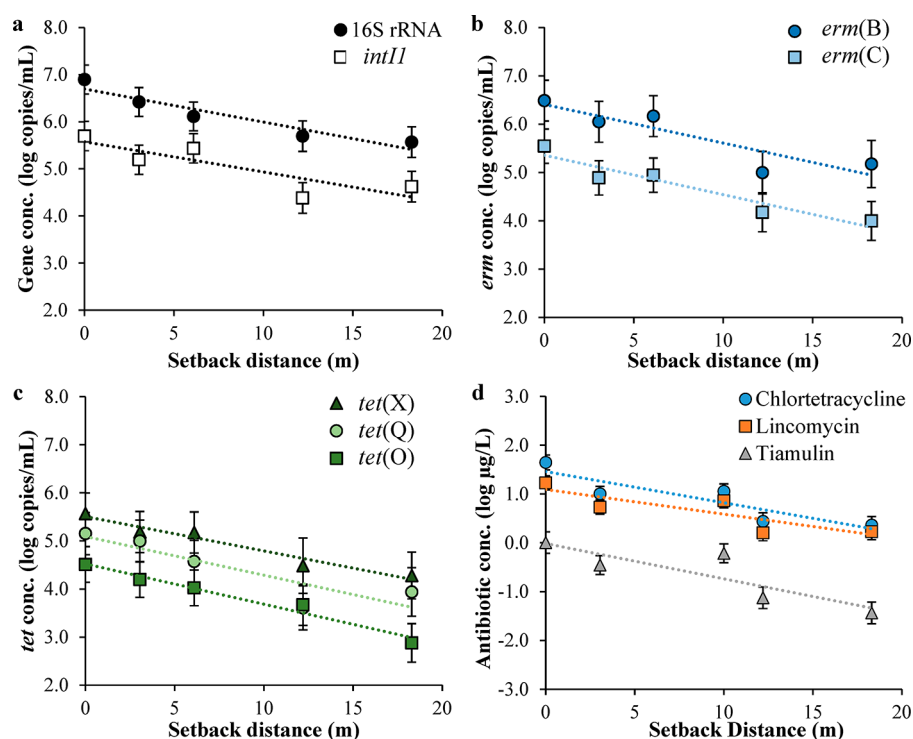 a
16S rRNA
intI1
Gene conc. (log copies/mL)
8.0
7.0
6.0
5.0
4.0
3.0
2.0
0
5
10
15
20
Setback distance (m)
b
erm(B)
erm(C)
erm conc. (log copies/mL)
8.0
7.0
6.0
5.0
4.0
3.0
2.0
0
5
10
15
20
Setback distance (m)
c
tet(X)
tet(Q)
tet(O)
tet conc. (log copies/mL)
8.0
7.0
6.0
5.0
4.0
3.0
2.0
0
5
10
15
20
Setback distance (m)
d
Chlortetracycline
Lincomycin
Tiamulin
Antibiotic conc. (log µg/L)
3.0
2.0
1.0
0.0
-1.0
-2.0
-3.0
0
5
10
15
20
Setback Distance (m)